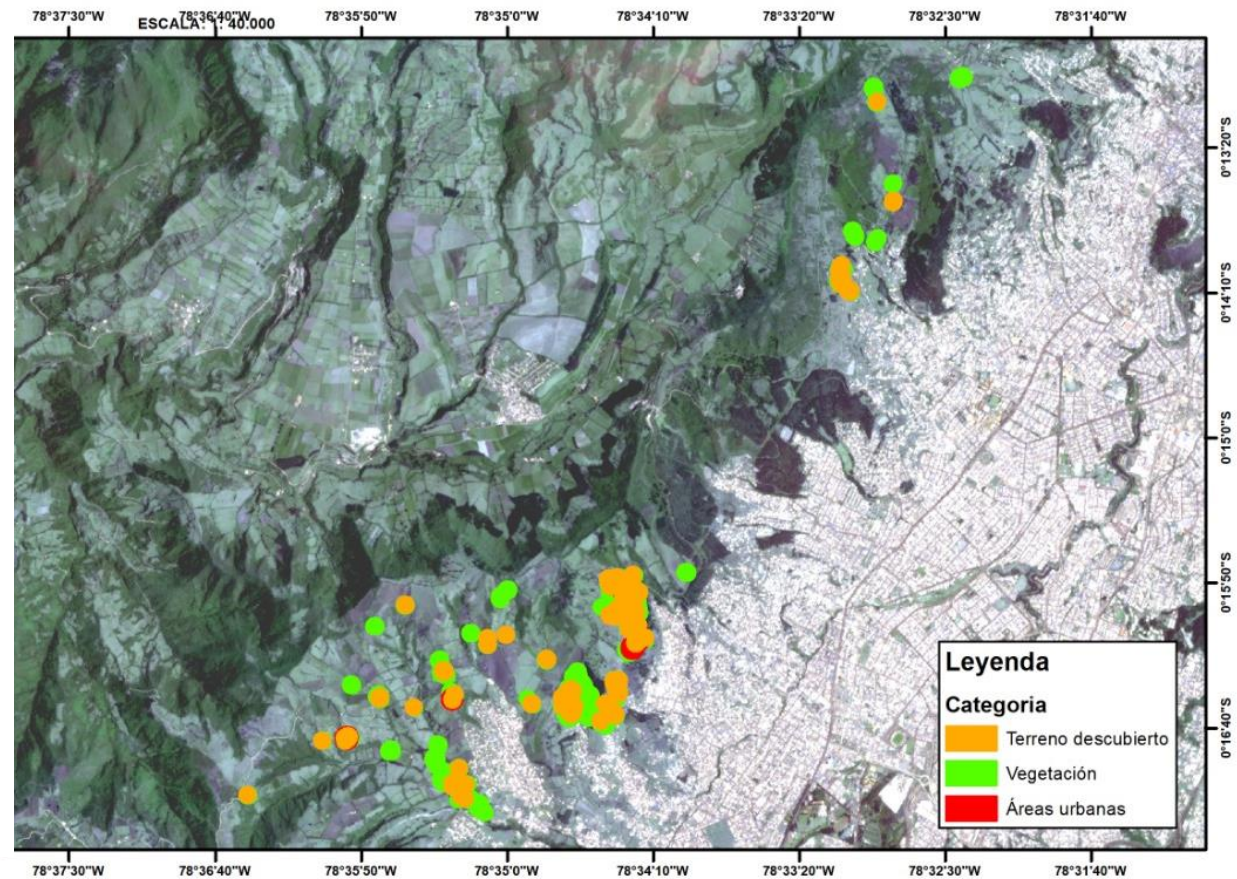 78°37'30"W 78°36'40"W 78°35'50"W 78°35'0"W 78°34'10"W 78°33'20"W 78°32'30"W 78°31'40"W
ESCALA: 1: 40.000
0°13'20"S
0°14'10"S
0°15'0"S
0°15'50"S
0°16'40"S
Leyenda
Categoria
Terreno descubierto
Vegetación
Áreas urbanas
78°37'30"W 78°36'40"W 78°35'50"W 78°35'0"W 78°34'10"W 78°33'20"W 78°32'30"W 78°31'40"W